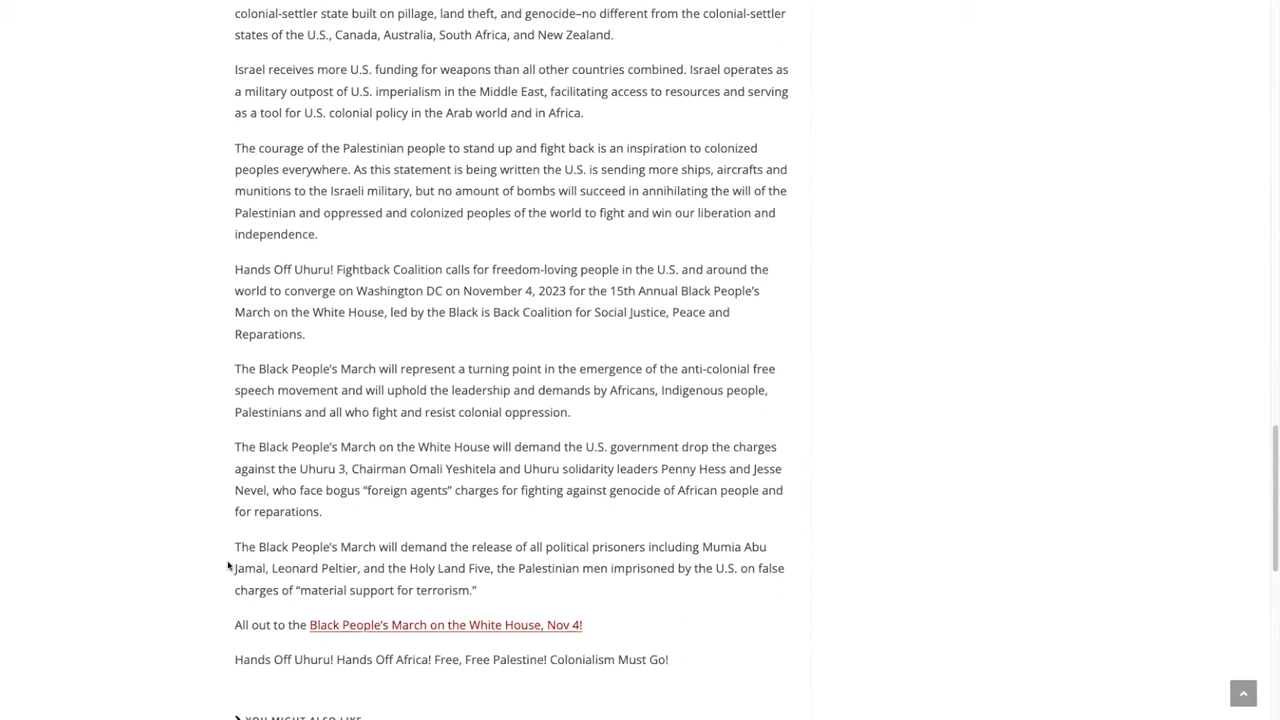 colonial-settler state built on pillage, land theft, and genocide–no different from the colonial-settler
states of the U.S., Canada, Australia, South Africa, and New Zealand.
Israel receives more U.S. funding for weapons than all other countries combined. Israel operates as
a military outpost of U.S. imperialism in the Middle East, facilitating access to resources and serving
as a tool for U.S. colonial policy in the Arab world and in Africa.
The courage of the Palestinian people to stand up and fight back is an inspiration to colonized
peoples everywhere. As this statement is being written the U.S. is sending more ships, aircrafts and
munitions to the Israeli military, but no amount of bombs will succeed in annihilating the will of the
Palestinian and oppressed and colonized peoples of the world to fight and win our liberation and
independence.
Hands Off Uhuru! Fightback Coalition calls for freedom-loving people in the U.S. and around the
world to converge on Washington DC on November 4, 2023 for the 15th Annual Black People’s
March on the White House, led by the Black is Back Coalition for Social Justice, Peace and
Reparations.
The Black People’s March will represent a turning point in the emergence of the anti-colonial free
speech movement and will uphold the leadership and demands by Africans, Indigenous people,
Palestinians and all who fight and resist colonial oppression.
The Black People’s March on the White House will demand the U.S. government drop the charges
against the Uhuru 3, Chairman Omali Yeshitela and Uhuru solidarity leaders Penny Hess and Jesse
Nevel, who face bogus “foreign agents” charges for fighting against genocide of African people and
for reparations.
The Black People’s March will demand the release of all political prisoners including Mumia Abu
Jamal, Leonard Peltier, and the Holy Land Five, the Palestinian men imprisoned by the U.S. on false
charges of “material support for terrorism.”
All out to the Black People’s March on the White House, Nov 4!
Hands Off Uhuru! Hands Off Africa! Free, Free Palestine! Colonialism Must Go!
YOU MIGHT ALSO LIKE